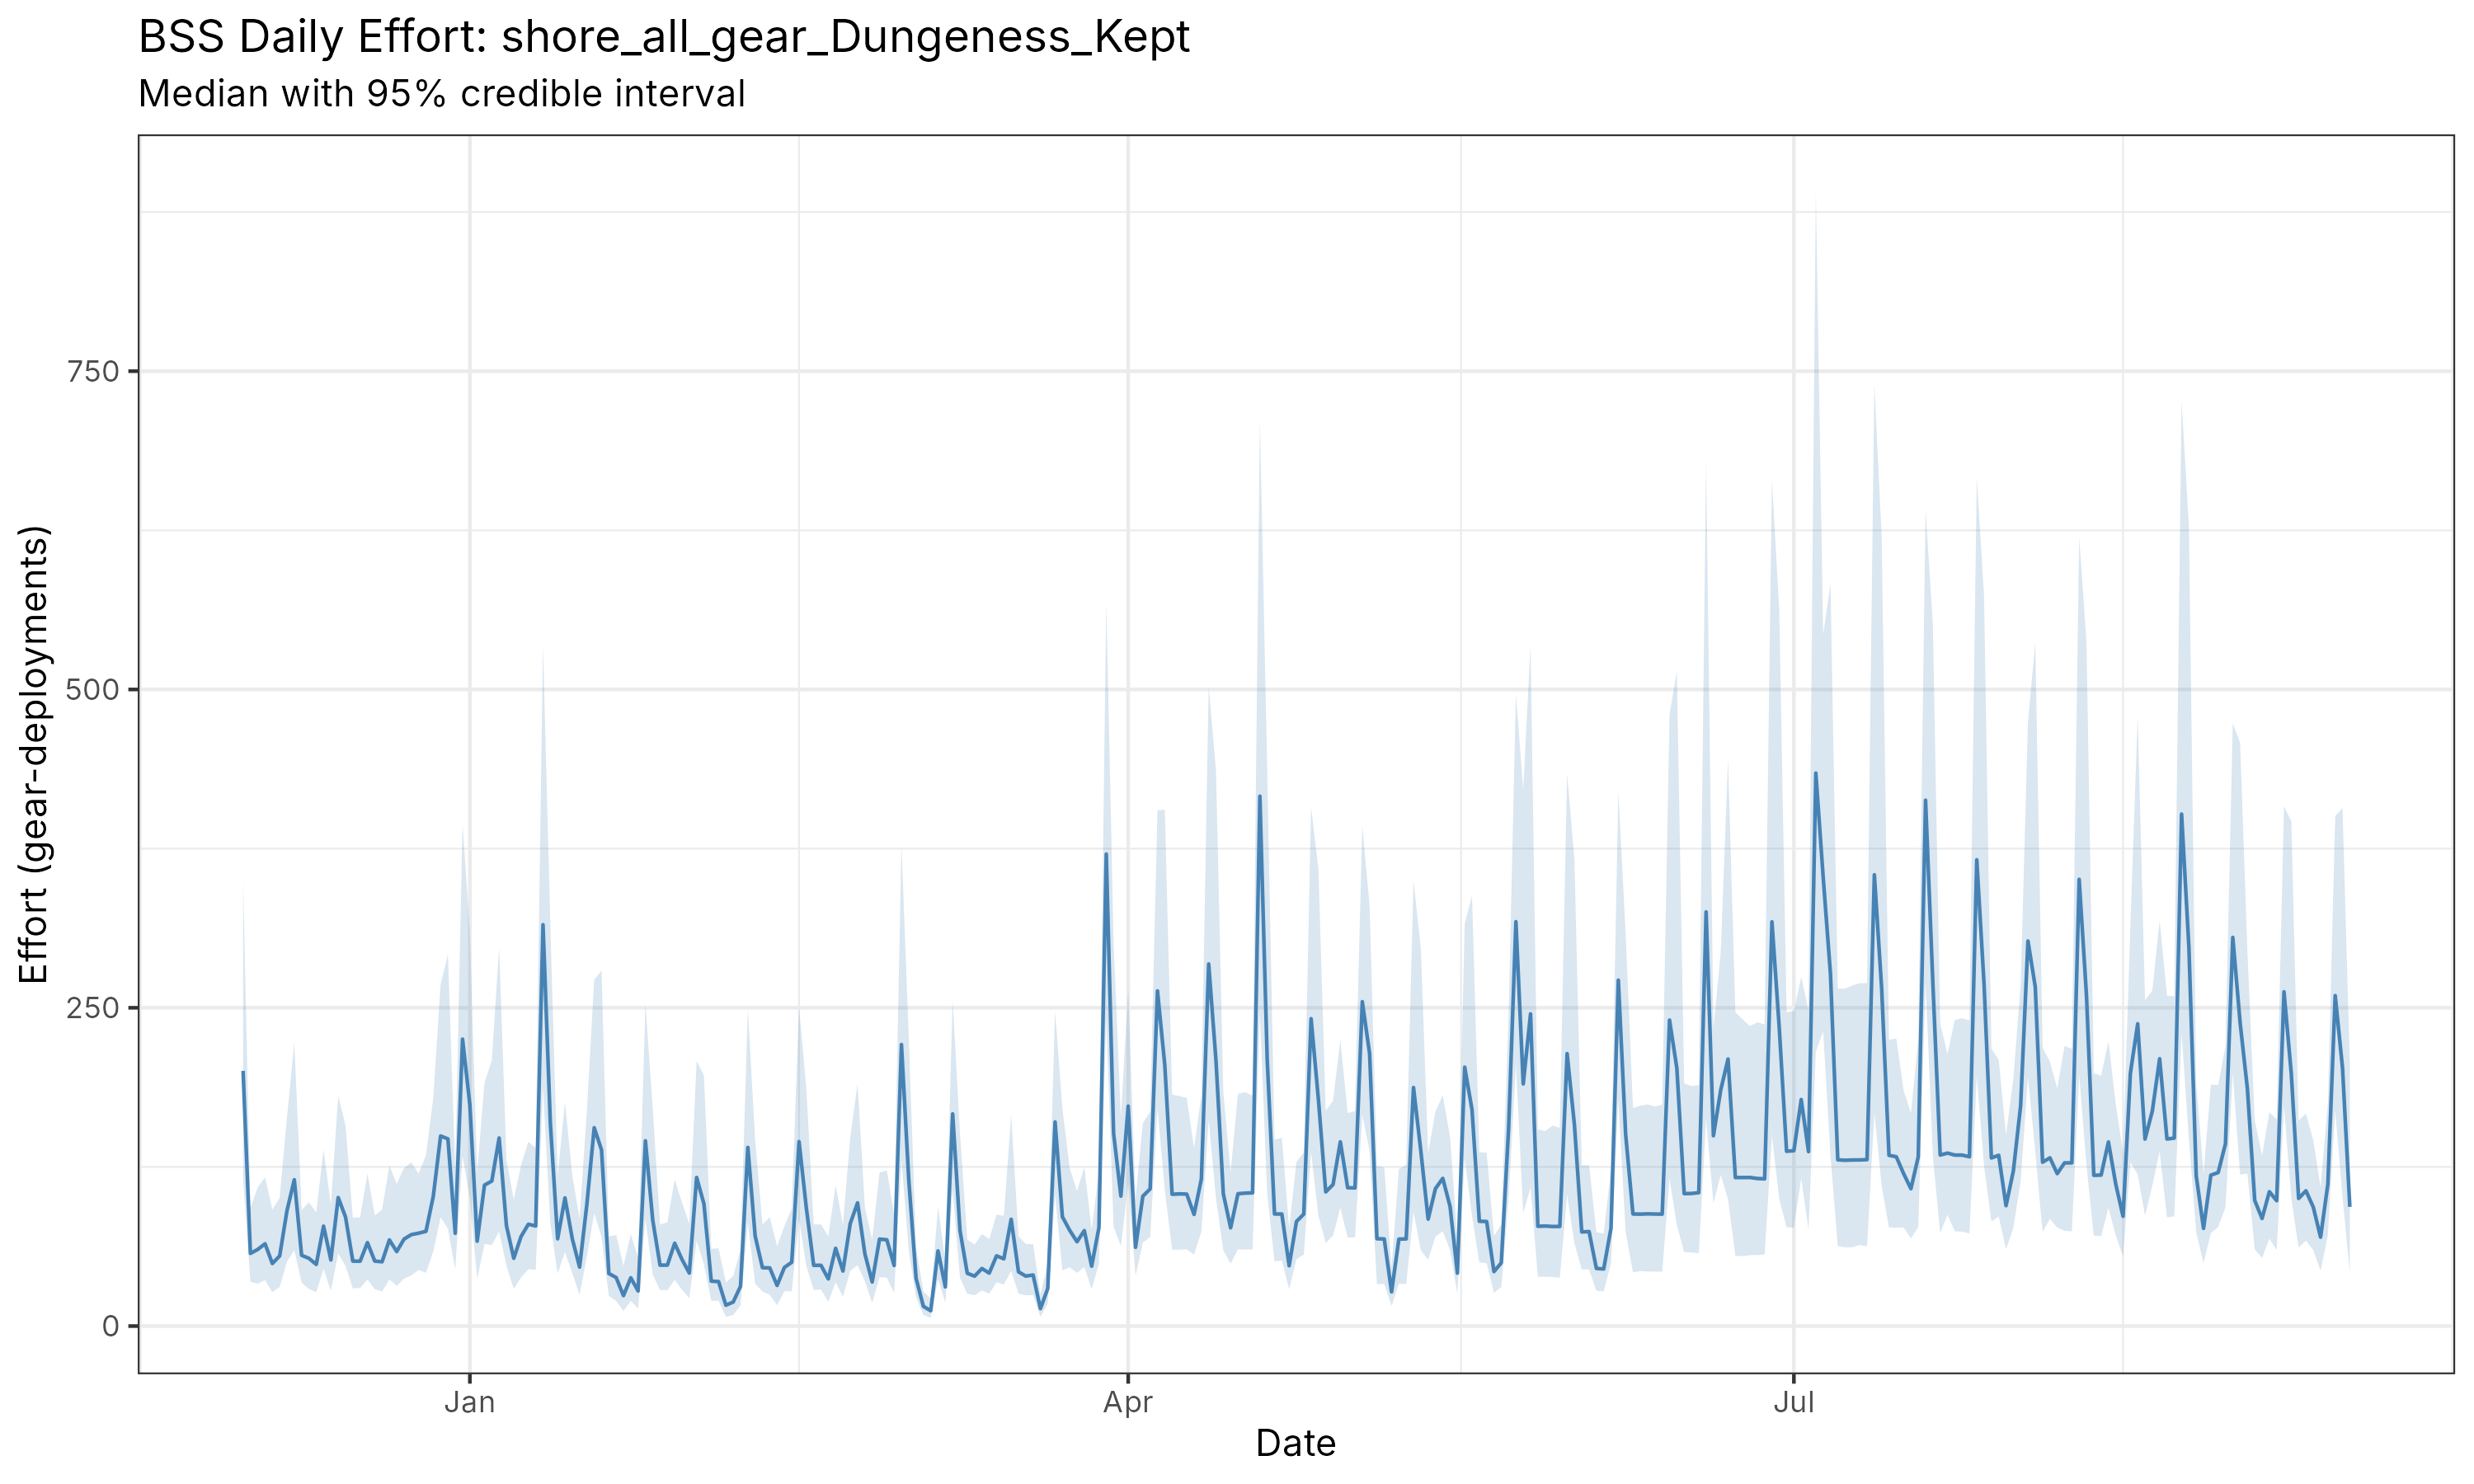 BSS Daily Effort: shore_all_gear_Dungeness_Kept
Median with 95% credible interval
Effort (gear-deployments)
750
500
250
0
Jan
Apr
Jul
Date